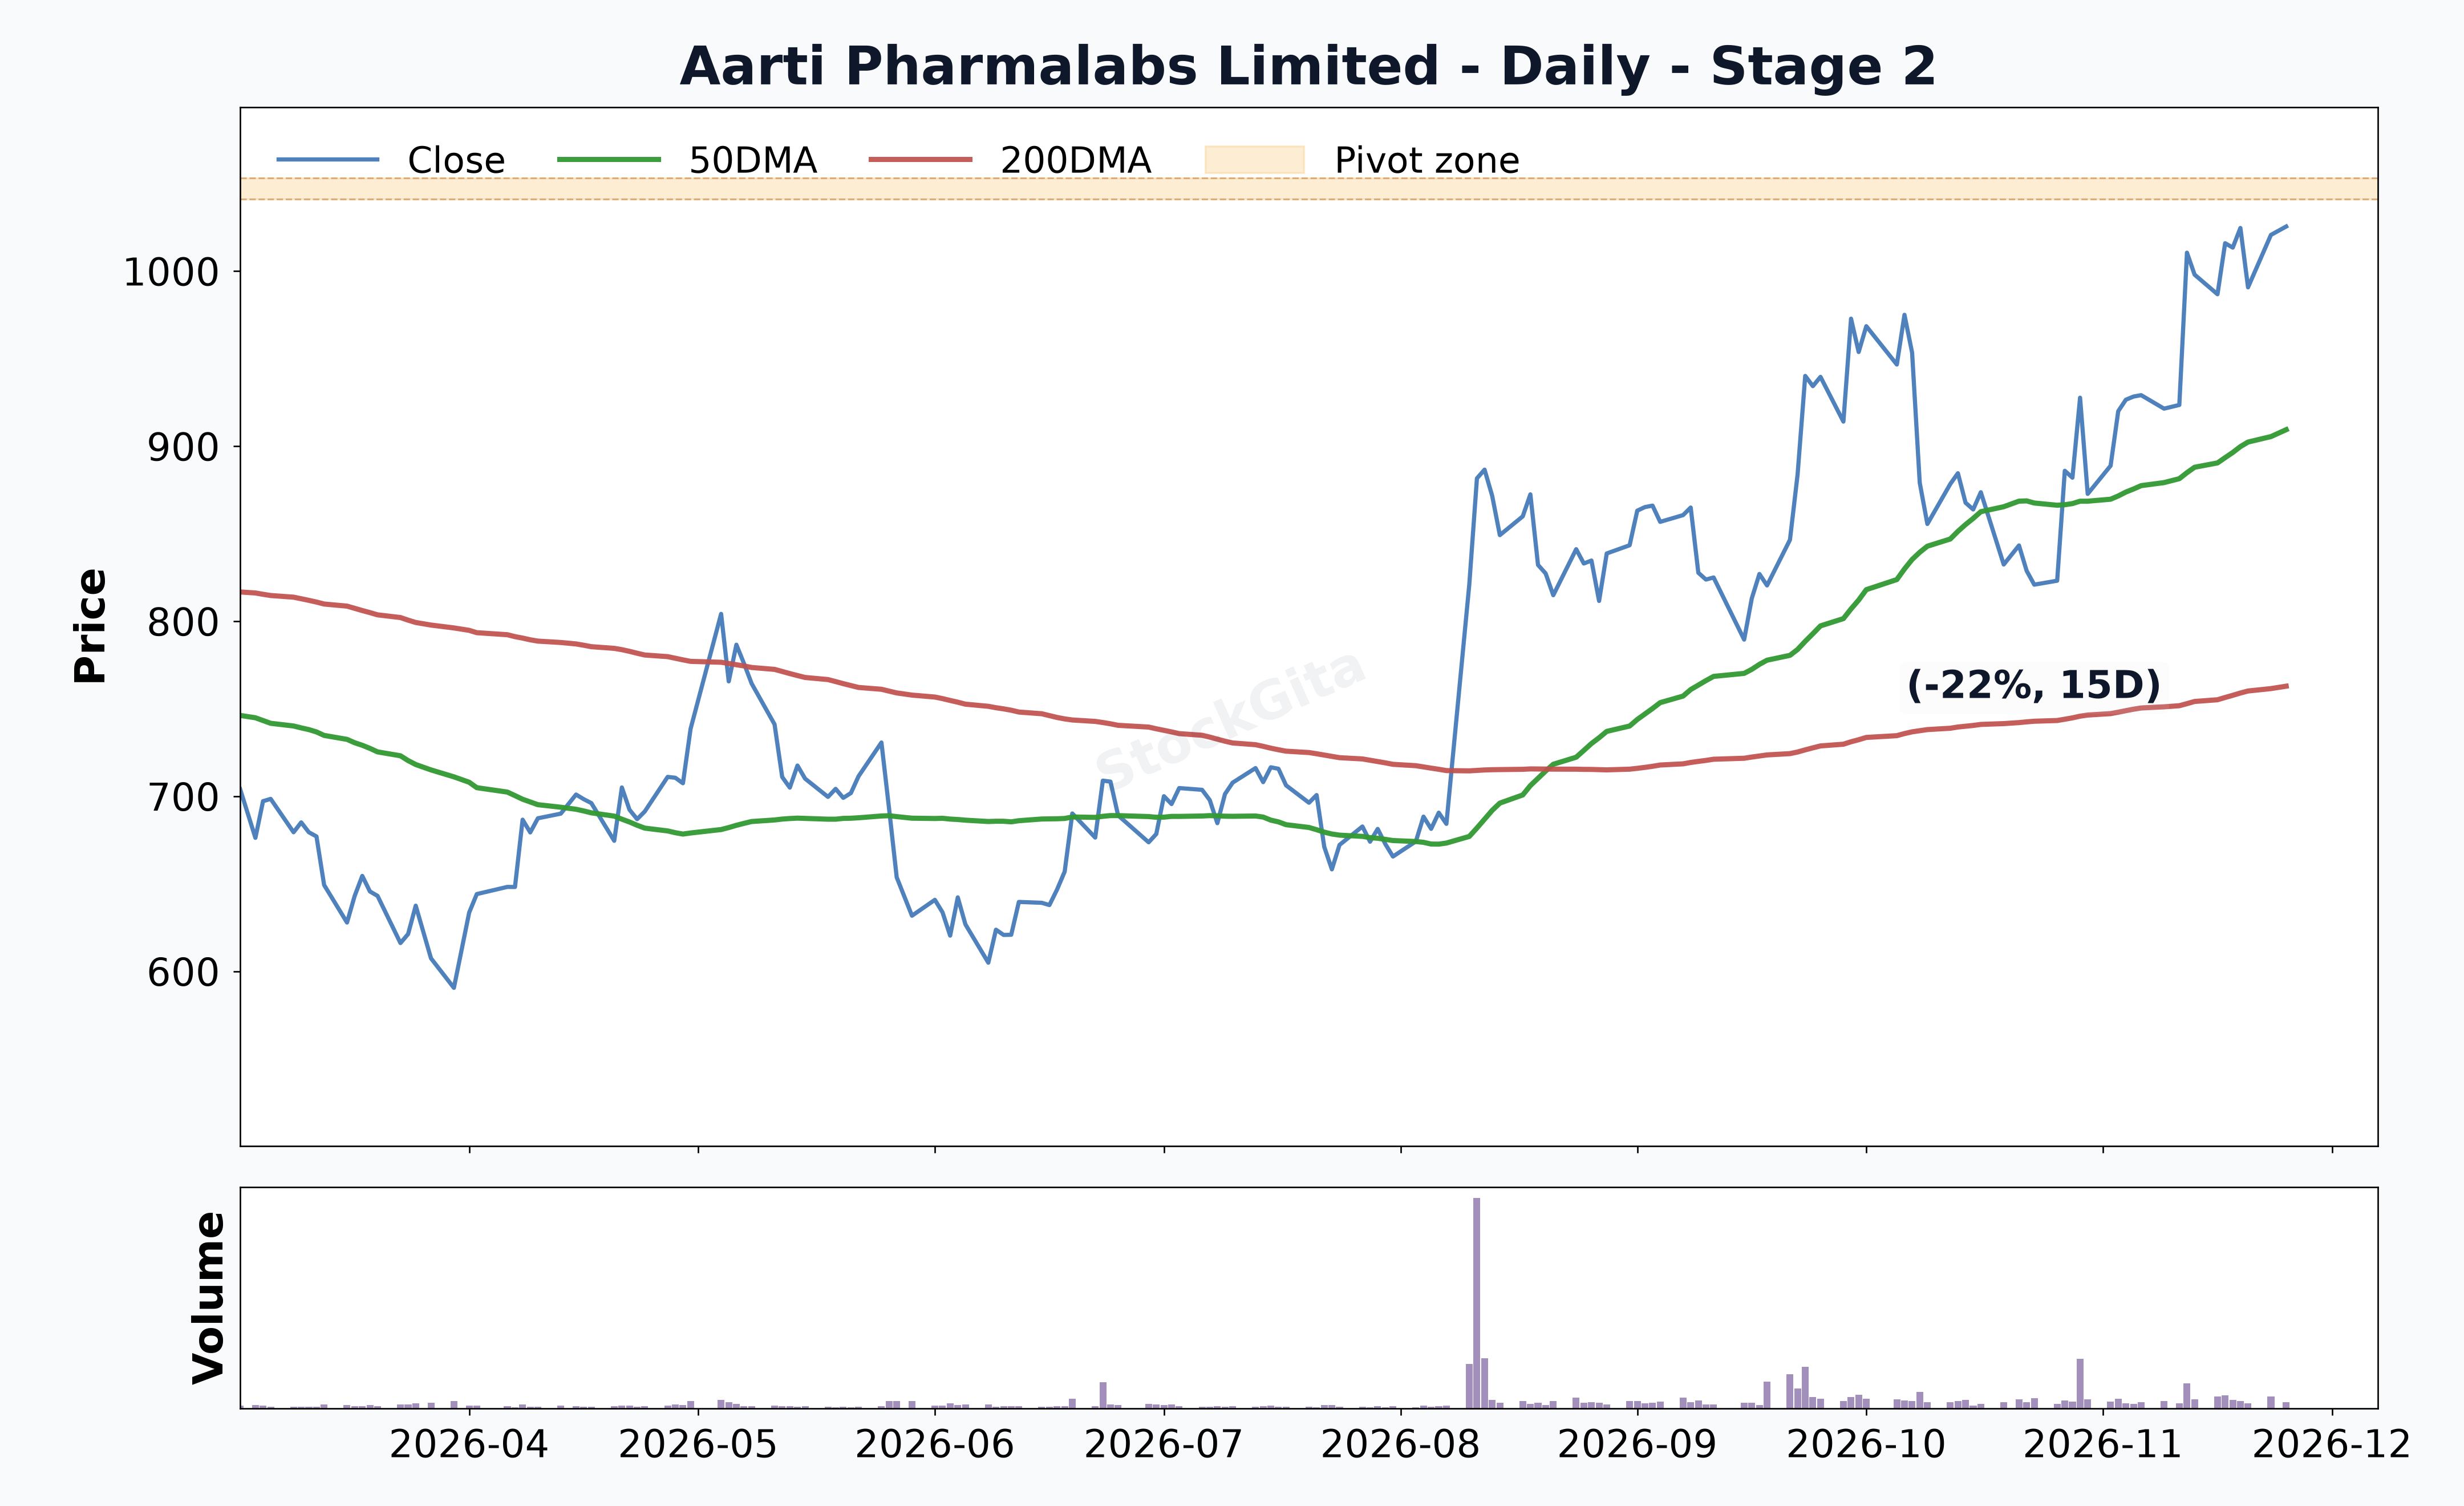 Aarti Pharmalabs Limited - Daily - Stage 2
Close 50DMA 200DMA Pivot zone
Price
1000
900
800
700
600
(-22%, 15D)
StockGita
Volume
2026-04 2026-05 2026-06 2026-07 2026-08 2026-09 2026-10 2026-11 2026-12